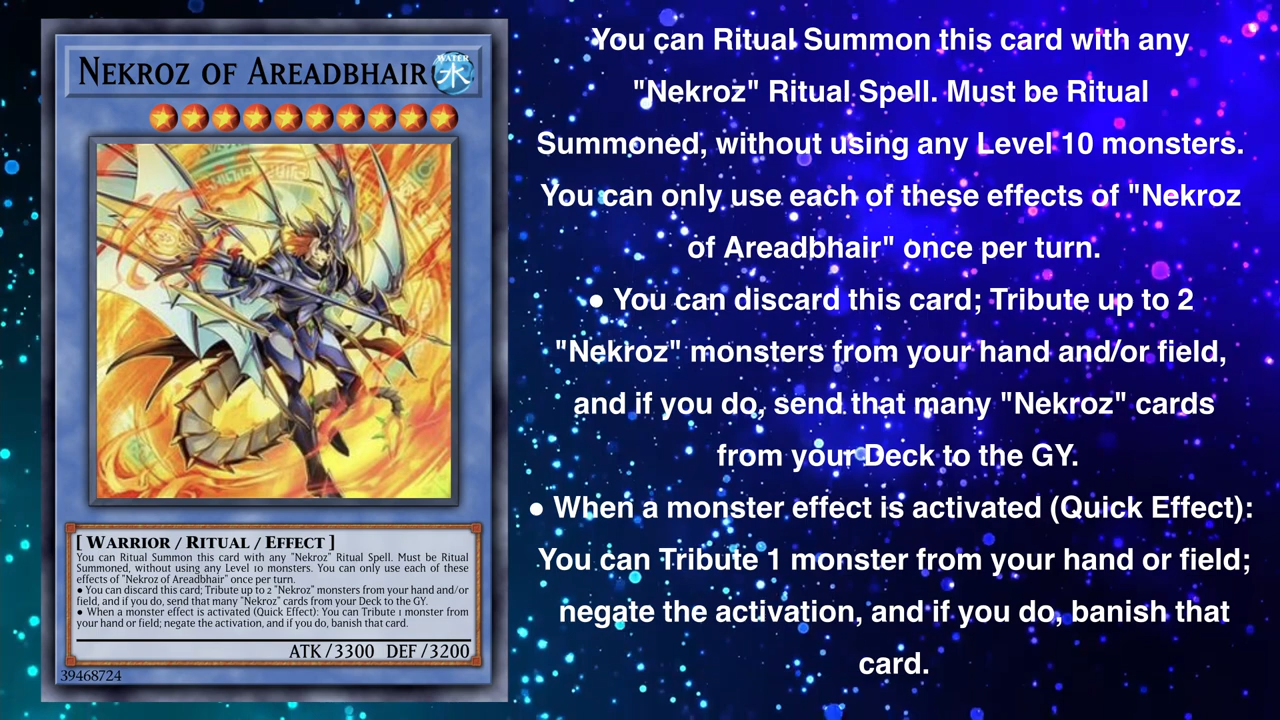 NEKROZ OF AREADBHAIR
WATER
水
[ WARRIOR / RITUAL / EFFECT ]
You can Ritual Summon this card with any "Nekroz" Ritual Spell. Must be Ritual
Summoned, without using any Level 10 monsters. You can only use each of these
effects of "Nekroz of Areadbhair" once per turn.
● You can discard this card; Tribute up to 2 "Nekroz" monsters from your hand and/or
field, and if you do, send that many "Nekroz" cards from your Deck to the GY.
● When a monster effect is activated (Quick Effect): You can Tribute 1 monster from
your hand or field; negate the activation, and if you do, banish that card.
ATK/3300 DEF/3200
39468724
You can Ritual Summon this card with any
"Nekroz" Ritual Spell. Must be Ritual
Summoned, without using any Level 10 monsters.
You can only use each of these effects of "Nekroz
of Areadbhair" once per turn.
● You can discard this card; Tribute up to 2
"Nekroz" monsters from your hand and/or field,
and if you do, send that many "Nekroz" cards
from your Deck to the GY.
● When a monster effect is activated (Quick Effect):
You can Tribute 1 monster from your hand or field;
negate the activation, and if you do, banish that
card.